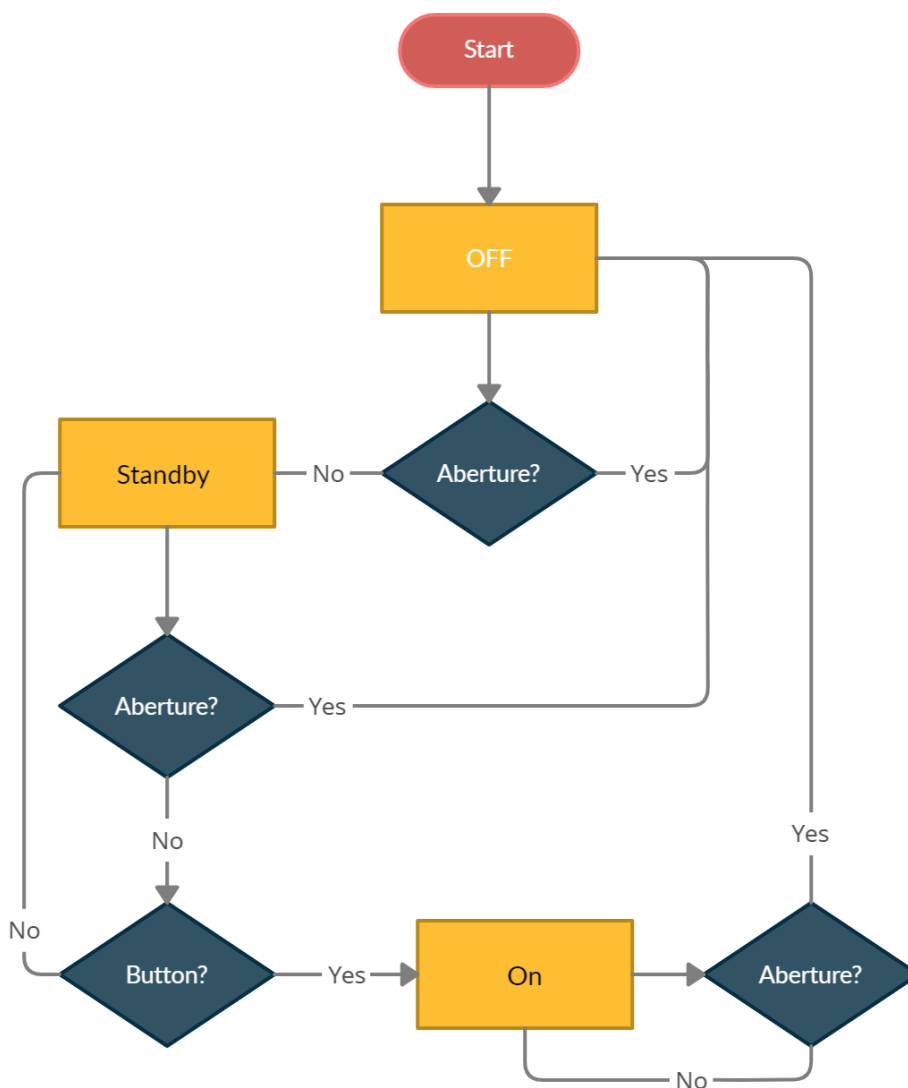 Start
OFF
Standby
No
Aberture?
Yes
Aberture?
Yes
No
Yes
No
Button?
Yes
On
Aberture?
No